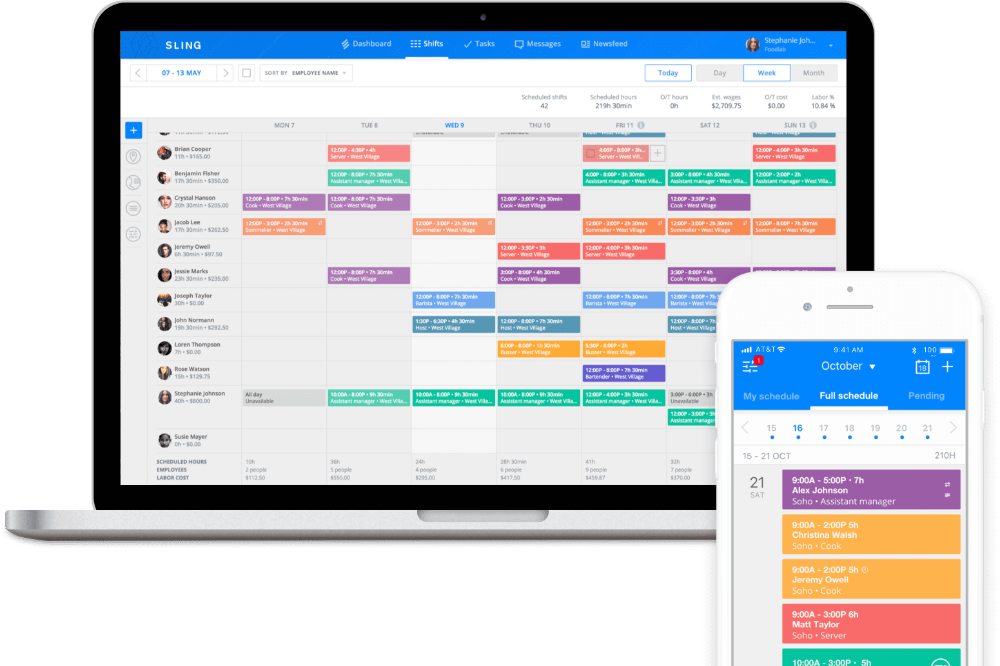 SLING
Dashboard
Shifts
Tasks
Messages
Newsfeed
Stephanie Joh...
Foodlab
07 - 13 MAY
SORT BY EMPLOYEE NAME
Today
Day
Week
Month
Scheduled shifts
42
Scheduled hours
219h 30min
O/T hours
0h
Est. wages
$2,709.75
O/T cost
$0.00
Labor %
10.84 %
MON 7
TUE 8
WED 9
THU 10
FRI 11
SAT 12
SUN 13
Unavailable
Unavailable
Host • West Village
Host • West Village
Brian Cooper
11h • $165.00
12:00P - 4:30P • 4h
Server • West Village
4:00P - 8:00P • 3h...
Server • West Vill...
12:00P - 4:00P • 3h 30min
Server • West Village
Benjamin Fisher
17h 30min • $350.00
12:00P - 8:00P • 7h 30min
Assistant manager • West Villa...
4:00P - 8:00P • 3h 30min
Assistant manager • West Villa...
3:00P - 8:00P • 4h 30min
Assistant manager • West Villa...
12:00P - 2:00P • 2h
Assistant manager • West Villa...
Crystal Hanson
20h 30min • $205.00
12:00P - 8:00P • 7h 30min
Cook • West Village
12:00P - 8:00P • 7h 30min
Cook • West Village
12:00P - 3:00P • 2h 30min
Cook • West Village
12:00P - 3:30P • 3h
Cook • West Village
Jacob Lee
17h 30min • $262.50
12:00P - 3:00P • 2h 30min
Sommelier • West Village
12:00P - 3:00P • 2h 30min
Sommelier • West Village
12:00P - 3:00P • 2h 30min
Sommelier • West Village
12:00P - 3:00P • 2h 30min
Sommelier • West Village
12:00P - 8:00P • 7h 30min
Sommelier • West Village
Jeremy Owell
6h 30min • $97.50
12:00P - 3:30P • 3h
Server • West Village
12:00P - 4:00P • 3h 30min
Server • West Village
Jessie Marks
23h 30min • $235.00
12:00P - 8:00P • 7h 30min
Cook • West Village
3:00P - 8:00P • 4h 30min
Cook • West Village
3:30P - 8:00P • 4h
Cook • West Village
Joseph Taylor
30h • $0.00
12:00P - 8:00P • 7h 30min
Barista • West Village
12:00P - 8:00P • 7h 30min
Barista • West Village
12:00P - 8:00P • 7h 3
Barista • West Villag
John Normann
19h 30min • $292.50
1:30P - 6:30P • 4h 30min
Host • West Village
12:00P - 8:00P • 7h 30min
Host • West Village
12:00P - 8:00P • 7h
Host • West Village
Loren Thompson
7h • $0.00
6:00P - 8:00P • 1h 30min
Busser • West Village
5:30P - 8:00P • 2h
Busser • West Village
Rose Watson
15h • $129.75
12:00P - 8:00P • 7h 30min
Bartender • West Village
Stephanie Johnson
40h • $800.00
All day
Unavailable
10:00A - 8:00P • 9h 30min
Assistant manager • West Villa...
10:00A - 8:00P • 9h 30min
Assistant manager • West Villa...
10:00A - 8:00P • 9h 30min
Assistant manager • West Villa...
12:00P - 4:00P • 3h 30min
Assistant manager • West Villa...
3:00P - 6:00P • 3h
Unavailable
12:00P - 3:00P • 3h
Assistant manager
Susie Mayer
0h • $0.00
SCHEDULED HOURS
EMPLOYEES
LABOR COST
10h
2 people
$112.50
36h
5 people
$550.00
24h
4 people
$295.00
28h 30min
6 people
$417.50
41h
9 people
$459.87
32h
7 people
$370.00
AT&T
9:41 AM
100
1
October
18
My schedule
Full schedule
Pending
15 16 17 18 19 20 21
15 - 21 OCT
210H
21
SAT
9:00A - 5:00P • 7h
Alex Johnson
Soho • Assistant manager
9:00A - 2:00P 5h
Christina Walsh
Soho • Cook
9:00A - 2:00P 5h
Jeremy Owell
Soho • Cook
9:00A - 3:00P 6h
Matt Taylor
Soho • Server
10:00A - 3:00P • 5h